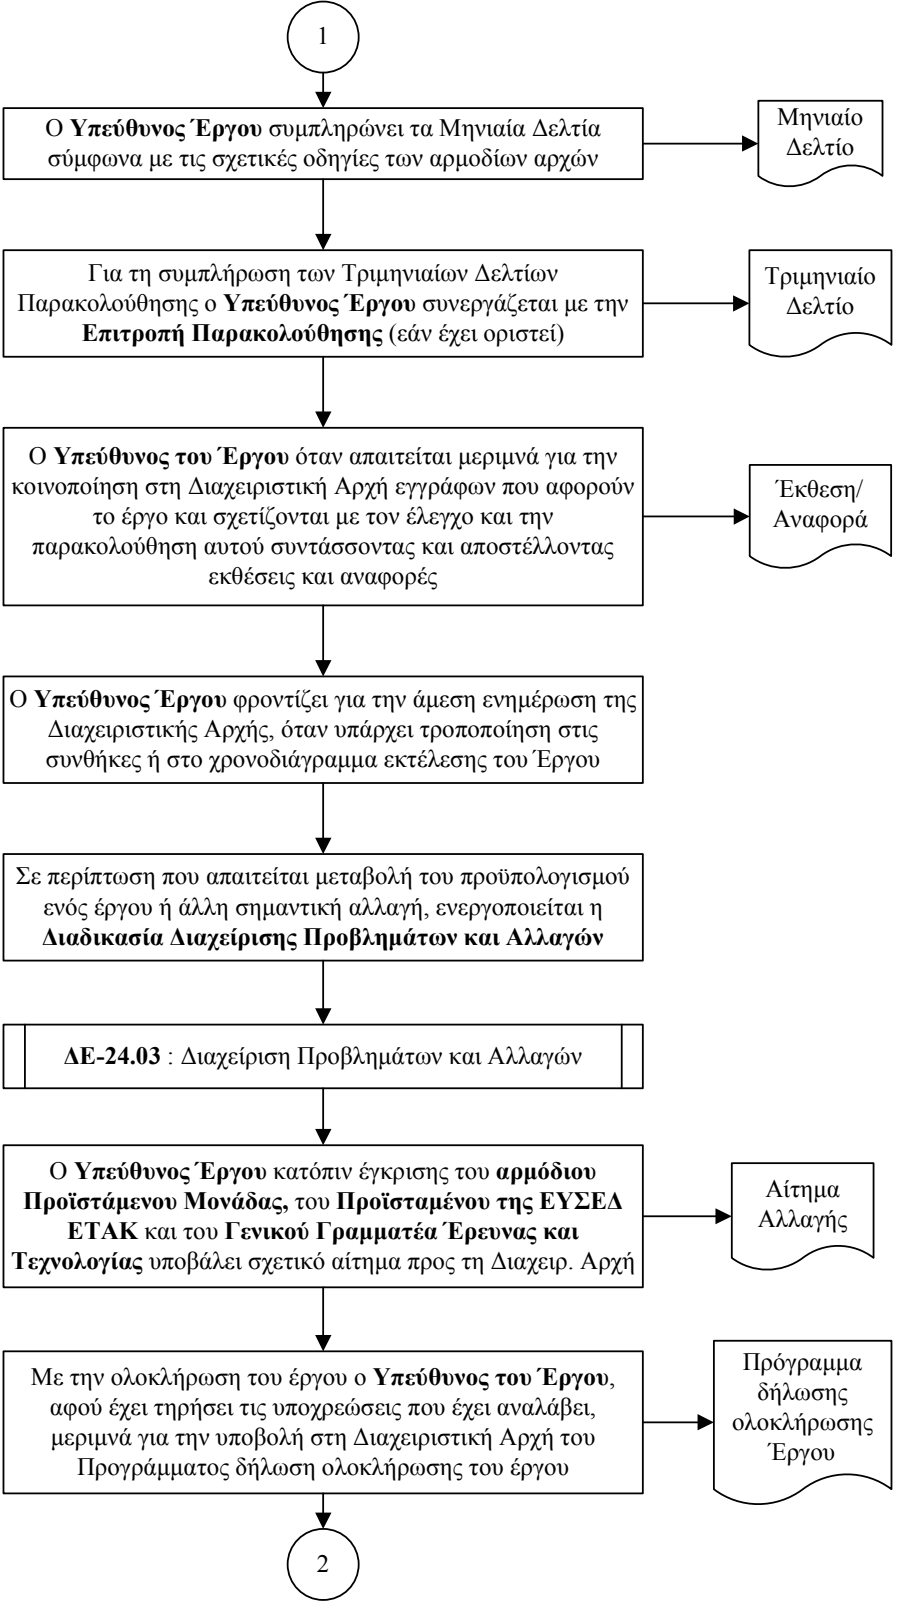 1
Ο Υπεύθυνος Έργου συμπληρώνει τα Μηνιαία Δελτία
σύμφωνα με τις σχετικές οδηγίες των αρμοδίων αρχών
Μηνιαίο
Δελτίο
Για τη συμπλήρωση των Τριμηνιαίων Δελτίων
Παρακολούθησης ο Υπεύθυνος Έργου συνεργάζεται με την
Επιτροπή Παρακολούθησης (εάν έχει οριστεί)
Τριμηνιαίο
Δελτίο
Ο Υπεύθυνος του Έργου όταν απαιτείται μεριμνά για την
κοινοποίηση στη Διαχειριστική Αρχή εγγράφων που αφορούν
το έργο και σχετίζονται με τον έλεγχο και την
παρακολούθηση αυτού συντάσσοντας και αποστέλλοντας
εκθέσεις και αναφορές
Έκθεση/
Αναφορά
Ο Υπεύθυνος Έργου φροντίζει για την άμεση ενημέρωση της
Διαχειριστικής Αρχής, όταν υπάρχει τροποποίηση στις
συνθήκες ή στο χρονοδιάγραμμα εκτέλεσης του Έργου
Σε περίπτωση που απαιτείται μεταβολή του προϋπολογισμού
ενός έργου ή άλλη σημαντική αλλαγή, ενεργοποιείται η
Διαδικασία Διαχείρισης Προβλημάτων και Αλλαγών
ΔΕ-24.03 : Διαχείριση Προβλημάτων και Αλλαγών
Ο Υπεύθυνος Έργου κατόπιν έγκρισης του αρμόδιου
Προϊστάμενου Μονάδας, του Προϊσταμένου της ΕΥΣΕΔ
ΕΤΑΚ και του Γενικού Γραμματέα Έρευνας και
Τεχνολογίας υποβάλει σχετικό αίτημα προς τη Διαχειρ. Αρχή
Αίτημα
Αλλαγής
Με την ολοκλήρωση του έργου ο Υπεύθυνος του Έργου,
αφού έχει τηρήσει τις υποχρεώσεις που έχει αναλάβει,
μεριμνά για την υποβολή στη Διαχειριστική Αρχή του
Προγράμματος δήλωση ολοκλήρωσης του έργου
Πρόγραμμα
δήλωσης
ολοκλήρωσης
Έργου
2